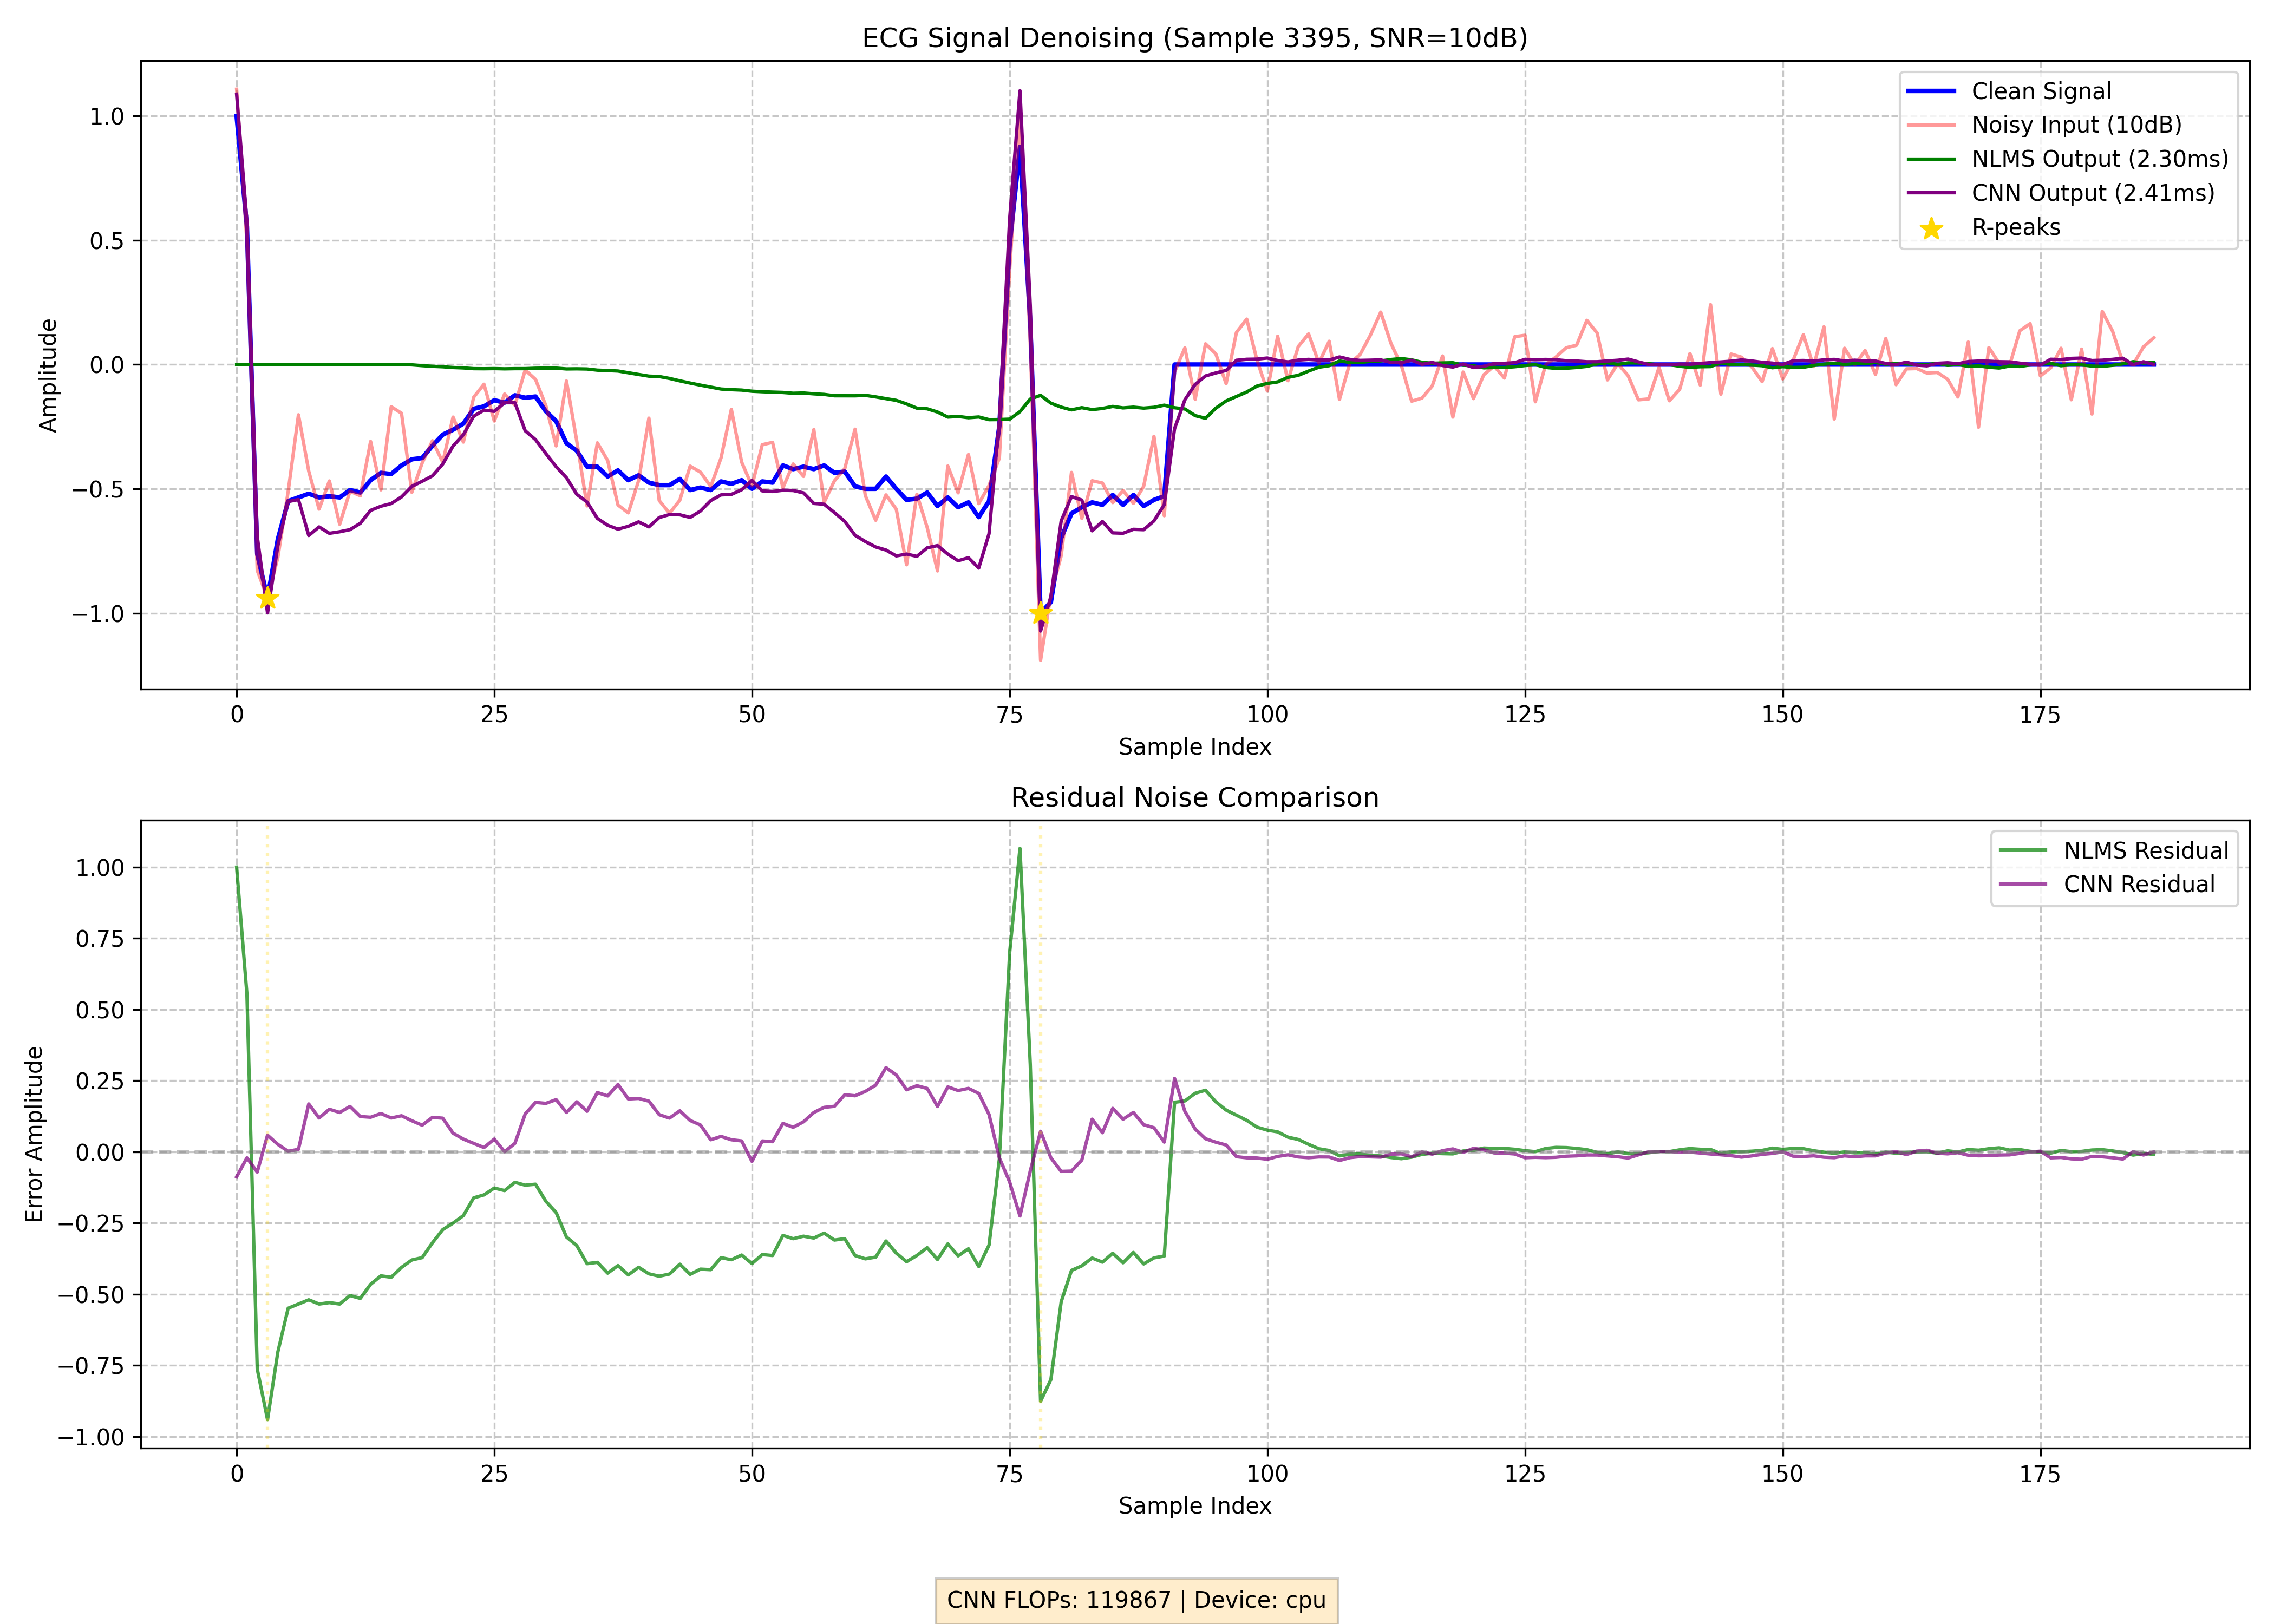 ECG Signal Denoising (Sample 3395, SNR=10dB)
Clean Signal
Noisy Input (10dB)
NLMS Output (2.30ms)
CNN Output (2.41ms)
R-peaks
Amplitude
1.0
0.5
0.0
−0.5
−1.0
0 25 50 75 100 125 150 175
Sample Index
Residual Noise Comparison
NLMS Residual
CNN Residual
Error Amplitude
1.00
0.75
0.50
0.25
0.00
−0.25
−0.50
−0.75
−1.00
0 25 50 75 100 125 150 175
Sample Index
CNN FLOPs: 119867 | Device: cpu